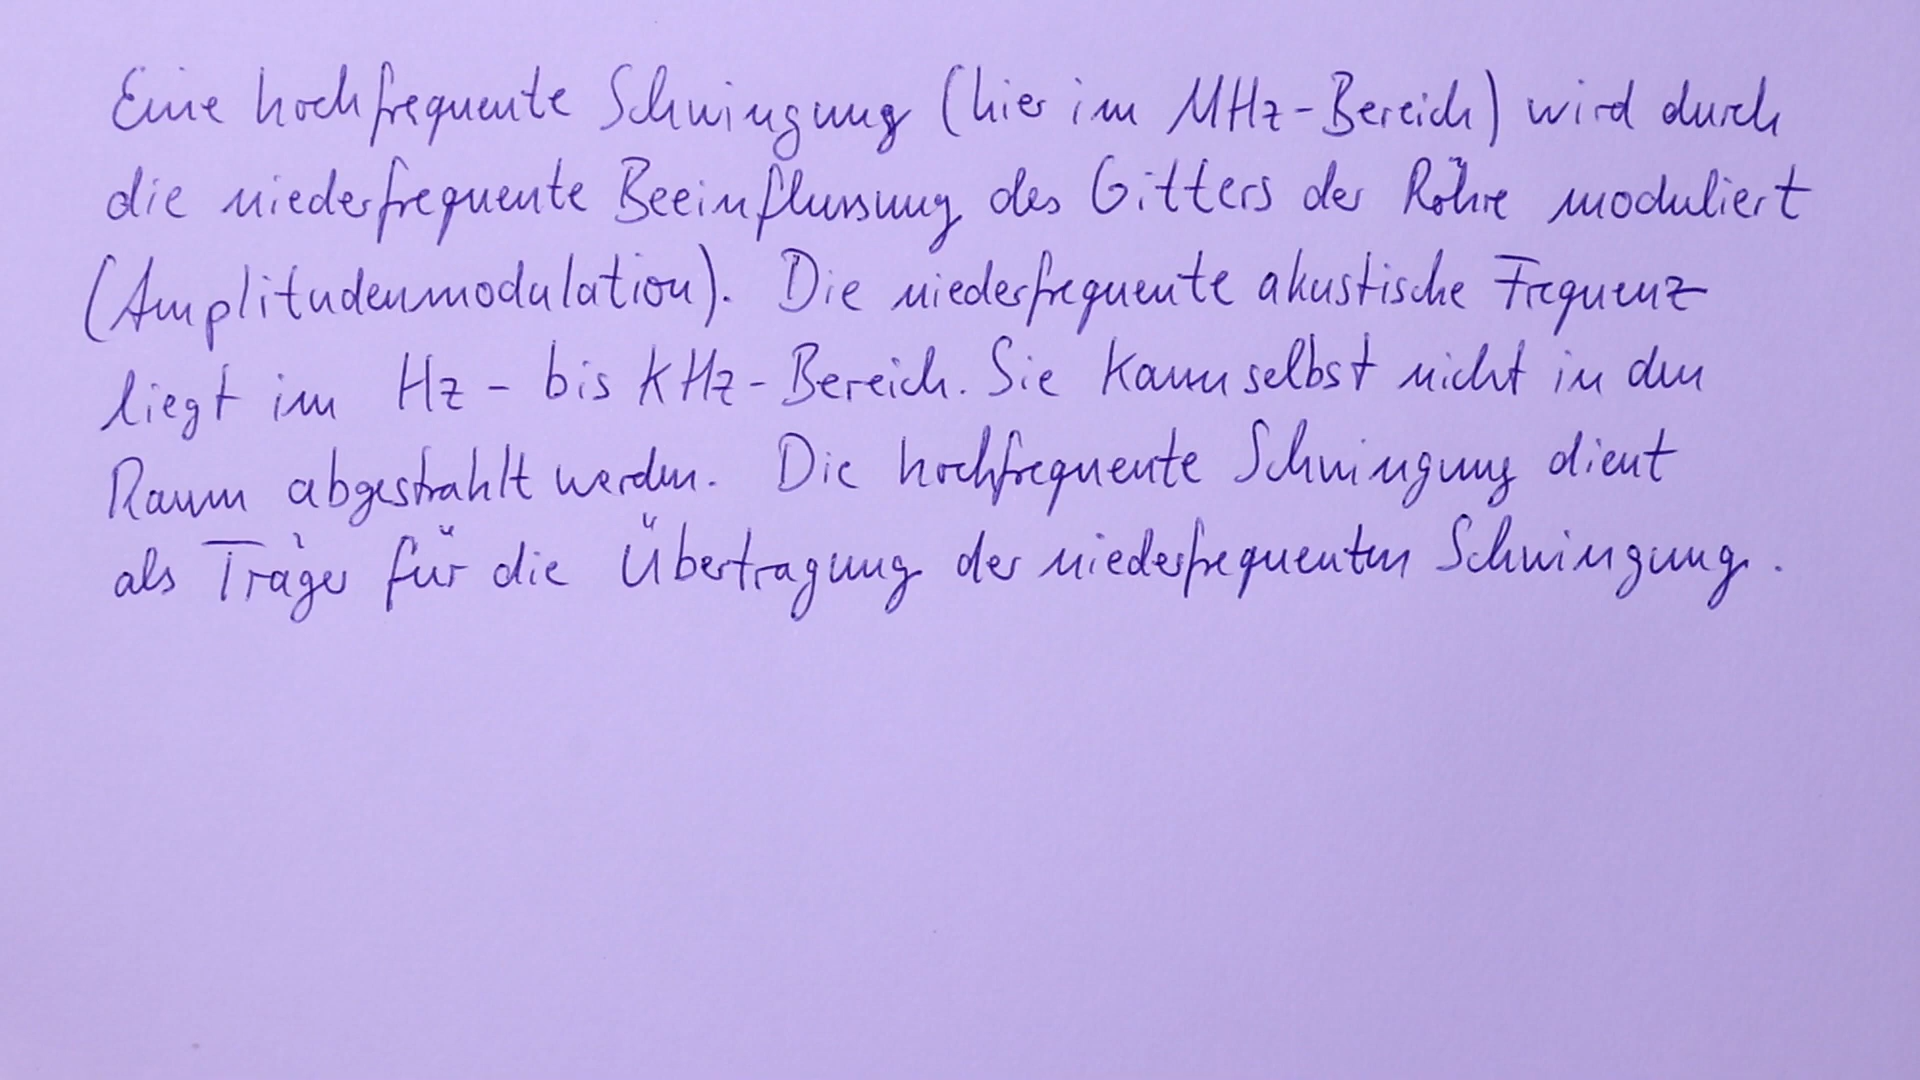 Eine hochfrequente Schwingung (hier im MHz-Bereich) wird durch
die niederfrequente Beeinflussung des Gitters der Röhre moduliert
(Amplitudenmodulation). Die niederfrequente akustische Frequenz
liegt im Hz- bis kHz-Bereich. Sie kann selbst nicht in den
Raum abgestrahlt werden. Die hochfrequente Schwingung dient
als Träger für die Übertragung der niederfrequenten Schwingung.